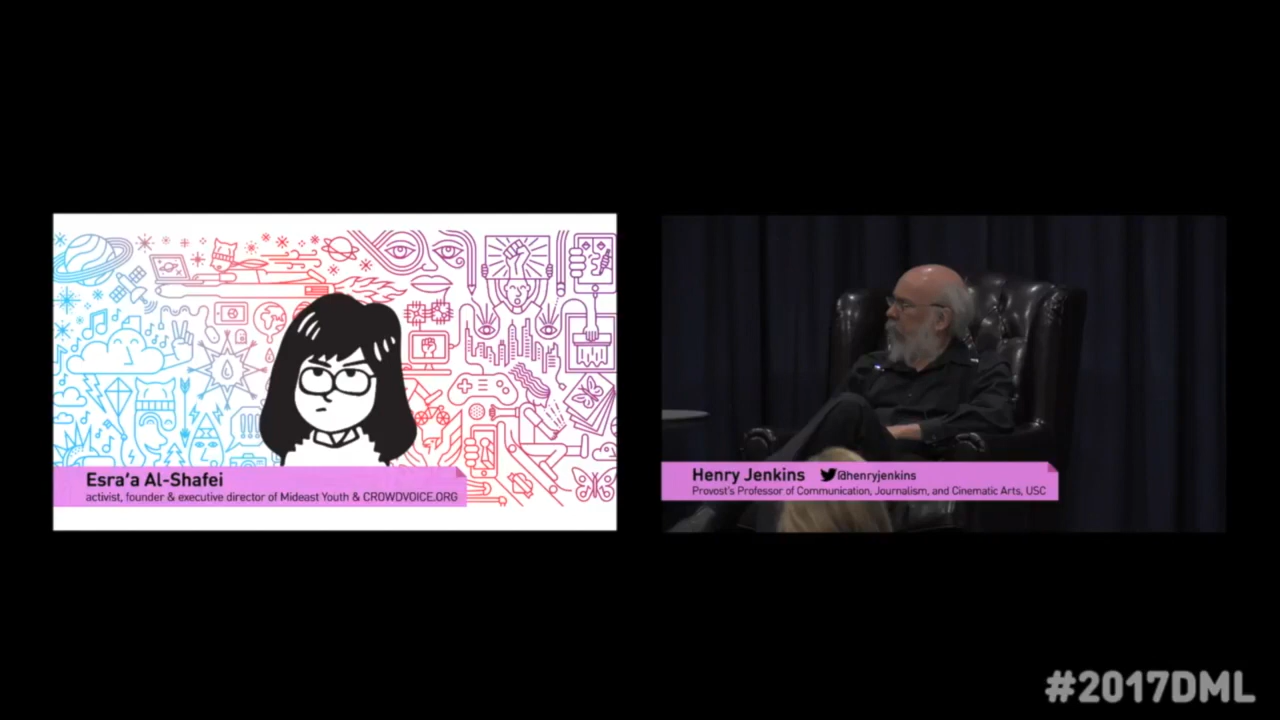 Esra'a Al-Shafei
activist, founder & executive director of Mideast Youth & CROWDVOICE.ORG
Henry Jenkins @henryjenkins
Provost's Professor of Communication, Journalism, and Cinematic Arts, USC
#2017DML